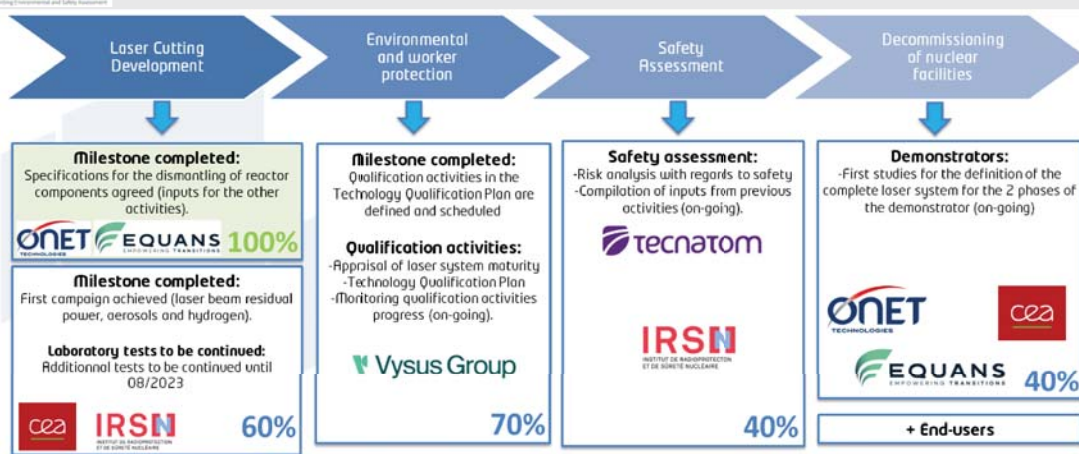 Laser Cutting
Development
Environmental
and worker
protection
Safety
Assessment
Decommissioning
of nuclear
facilities
Milestone completed:
Specifications for the dismantling of reactor
components agreed (inputs for the other
activities).
ONET
TECHNOLOGIES
EQUANS
EMPOWERING TRANSITIONS
100%
Milestone completed:
First campaign achieved (laser beam residual
power, aerosols and hydrogen).
Laboratory tests to be continued:
Additionnal tests to be continued until
08/2023
cea
IRSN
INSTITUT DE RADIOPROTECTION
ET DE SÛRETÉ NUCLÉAIRE
60%
Milestone completed:
Qualification activities in the
Technology Qualification Plan are
defined and scheduled
Qualification activities:
-Appraisal of laser system maturity
-Technology Qualification Plan
-Monitoring qualification activities
progress (on-going).
Vysus Group
70%
Safety assessment:
-Risk analysis with regards to safety
-Compilation of inputs from previous
activities (on-going).
tecnatom
IRSN
INSTITUT DE RADIOPROTECTION
ET DE SÛRETÉ NUCLÉAIRE
40%
Demonstrators:
-First studies for the definition of the
complete laser system for the 2 phases of
the demonstrator (on-going)
ONET
TECHNOLOGIES
cea
EQUANS
EMPOWERING TRANSITIONS
40%
+ End-users